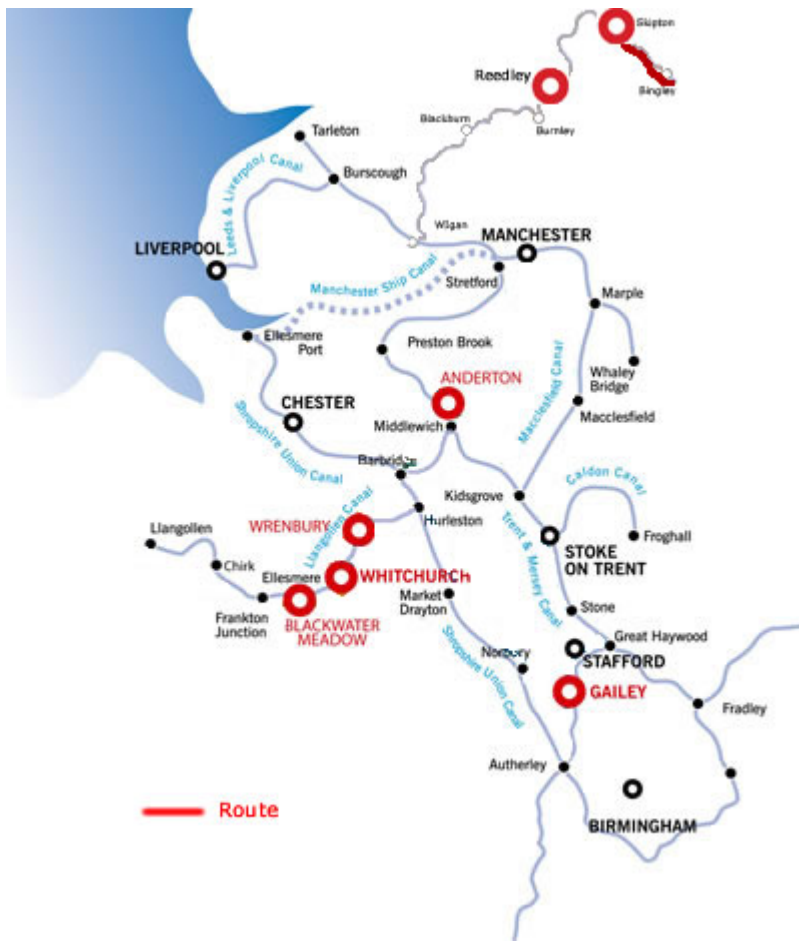 Skipton
Reedley
Bingley
Blackburn
Burnley
Tarleton
Leeds & Liverpool Canal
Burscough
Wigan
MANCHESTER
LIVERPOOL
Manchester Ship Canal
Stretford
Marple
Ellesmere
Port
Preston Brook
Macclesfield Canal
Whaley
Bridge
ANDERTON
CHESTER
Macclesfield
Shropshire Union Canal
Middlewich
Barbridge
Kidsgrove
Caldon Canal
Llangollen Canal
Llangollen
WRENBURY
Hurleston
Trent & Mersey Canal
Froghall
STOKE
ON TRENT
Chirk
Ellesmere
WHITCHURCH
Frankton
Junction
BLACKWATER
MEADOW
Market
Drayton
Stone
Great Haywood
Shropshire Union Canal
Norbury
STAFFORD
GAILEY
Fradley
Autherley
Route
BIRMINGHAM